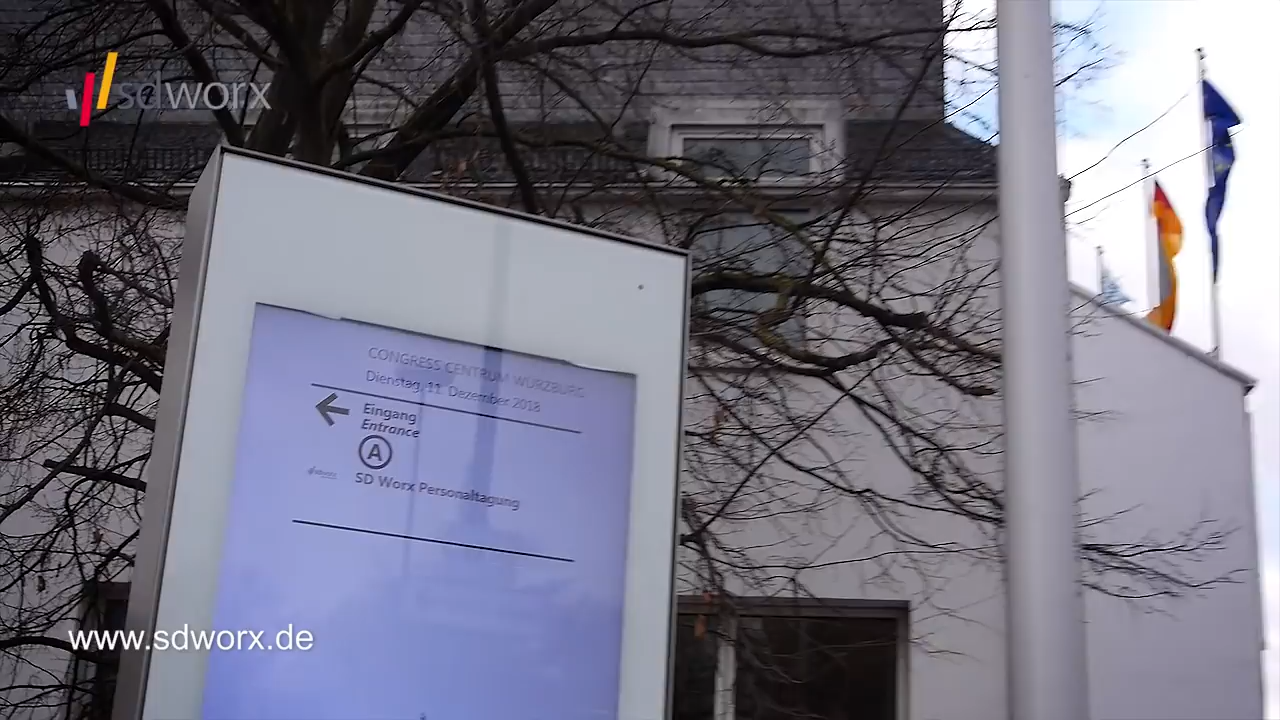 sdworx
CONGRESS CENTRUM WÜRZBURG
Dienstag, 11. Dezember 2018
Eingang
Entrance
A
SD Worx Personaltagung
www.sdworx.de